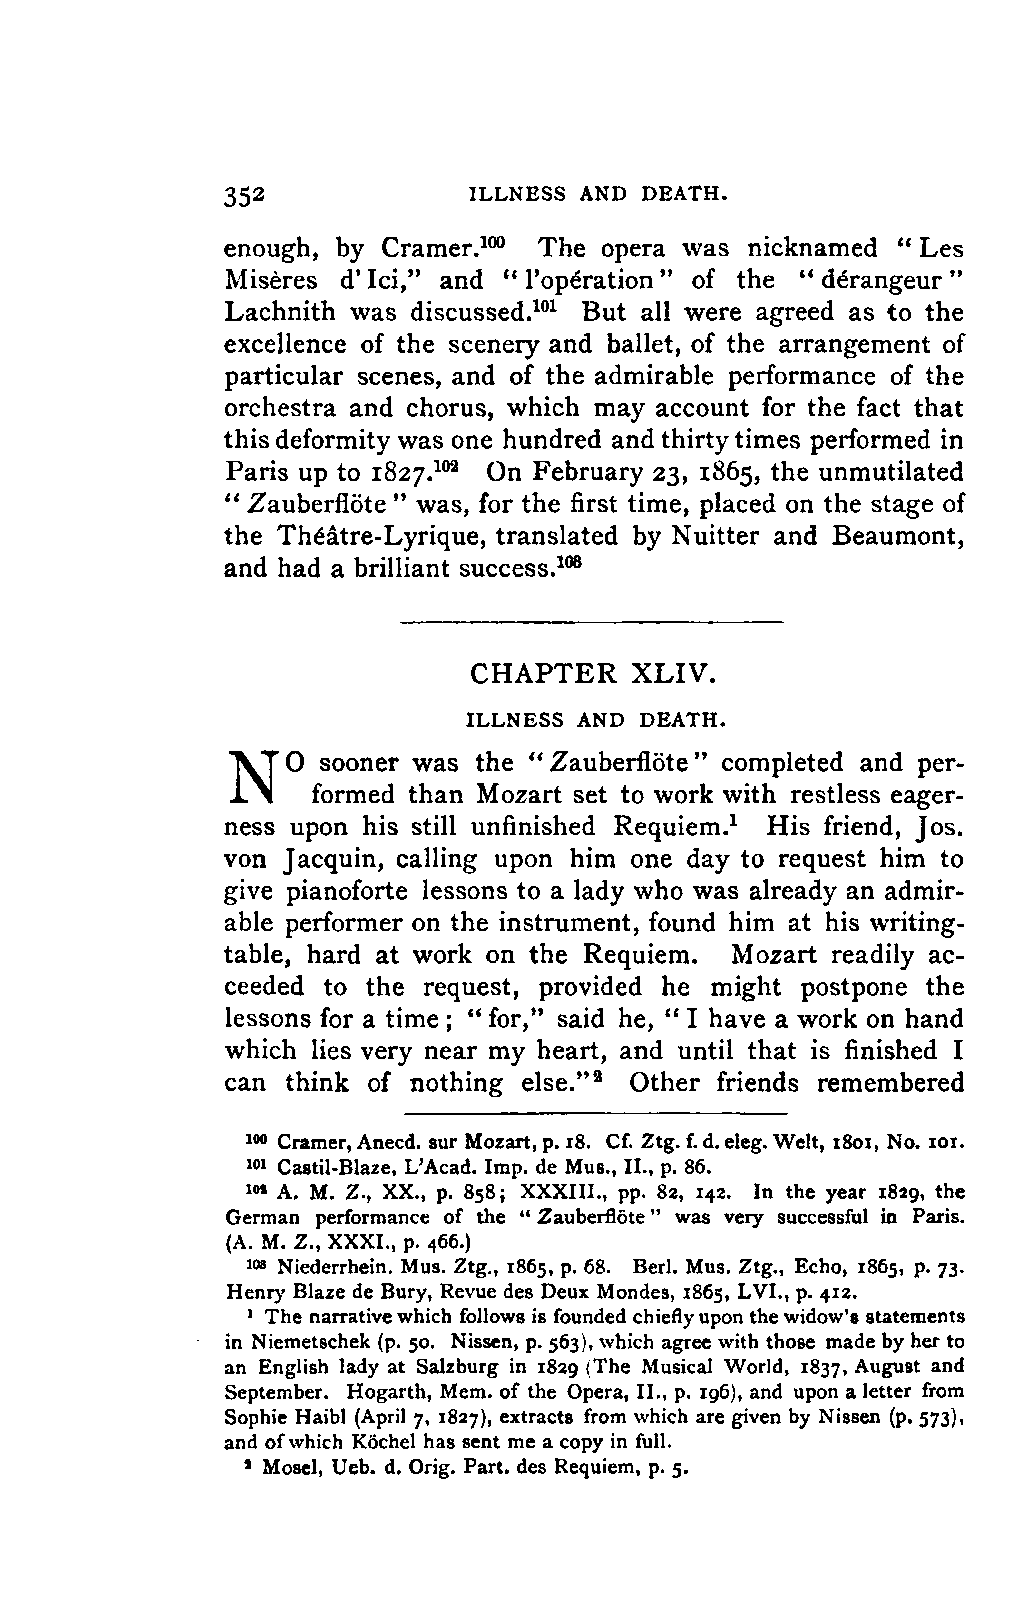 352 ILLNESS AND DEATH.
enough, by Cramer.¹⁰⁰ The opera was nicknamed “ Les
Misères d’ Ici,” and “ l’opération ” of the “ dérangeur ”
Lachnith was discussed.¹⁰¹ But all were agreed as to the
excellence of the scenery and ballet, of the arrangement of
particular scenes, and of the admirable performance of the
orchestra and chorus, which may account for the fact that
this deformity was one hundred and thirty times performed in
Paris up to 1827.¹⁰² On February 23, 1865, the unmutilated
“ Zauberflöte ” was, for the first time, placed on the stage of
the Théâtre-Lyrique, translated by Nuitter and Beaumont,
and had a brilliant success.¹⁰³
CHAPTER XLIV.
ILLNESS AND DEATH.
NO sooner was the “ Zauberflöte ” completed and per-
formed than Mozart set to work with restless eager-
ness upon his still unfinished Requiem.¹ His friend, Jos.
von Jacquin, calling upon him one day to request him to
give pianoforte lessons to a lady who was already an admir-
able performer on the instrument, found him at his writing-
table, hard at work on the Requiem. Mozart readily ac-
ceeded to the request, provided he might postpone the
lessons for a time ; “ for,” said he, “ I have a work on hand
which lies very near my heart, and until that is finished I
can think of nothing else.”² Other friends remembered
¹⁰⁰ Cramer, Anecd. sur Mozart, p. 18. Cf. Ztg. f. d. eleg. Welt, 1801, No. 101.
¹⁰¹ Castil-Blaze, L’Acad. Imp. de Mus., II., p. 86.
¹⁰² A. M. Z., XX., p. 858; XXXIII., pp. 82, 142. In the year 1829, the
German performance of the “ Zauberflöte ” was very successful in Paris.
(A. M. Z., XXXI., p. 466.)
¹⁰³ Niederrhein. Mus. Ztg., 1865, p. 68. Berl. Mus. Ztg., Echo, 1865, p. 73.
Henry Blaze de Bury, Revue des Deux Mondes, 1865, LVI., p. 412.
¹ The narrative which follows is founded chiefly upon the widow’s statements
in Niemetschek (p. 50. Nissen, p. 563), which agree with those made by her to
an English lady at Salzburg in 1829 (The Musical World, 1837, August and
September. Hogarth, Mem. of the Opera, II., p. 196), and upon a letter from
Sophie Haibl (April 7, 1827), extracts from which are given by Nissen (p. 573),
and of which Köchel has sent me a copy in full.
² Mosel, Ueb. d. Orig. Part. des Requiem, p. 5.